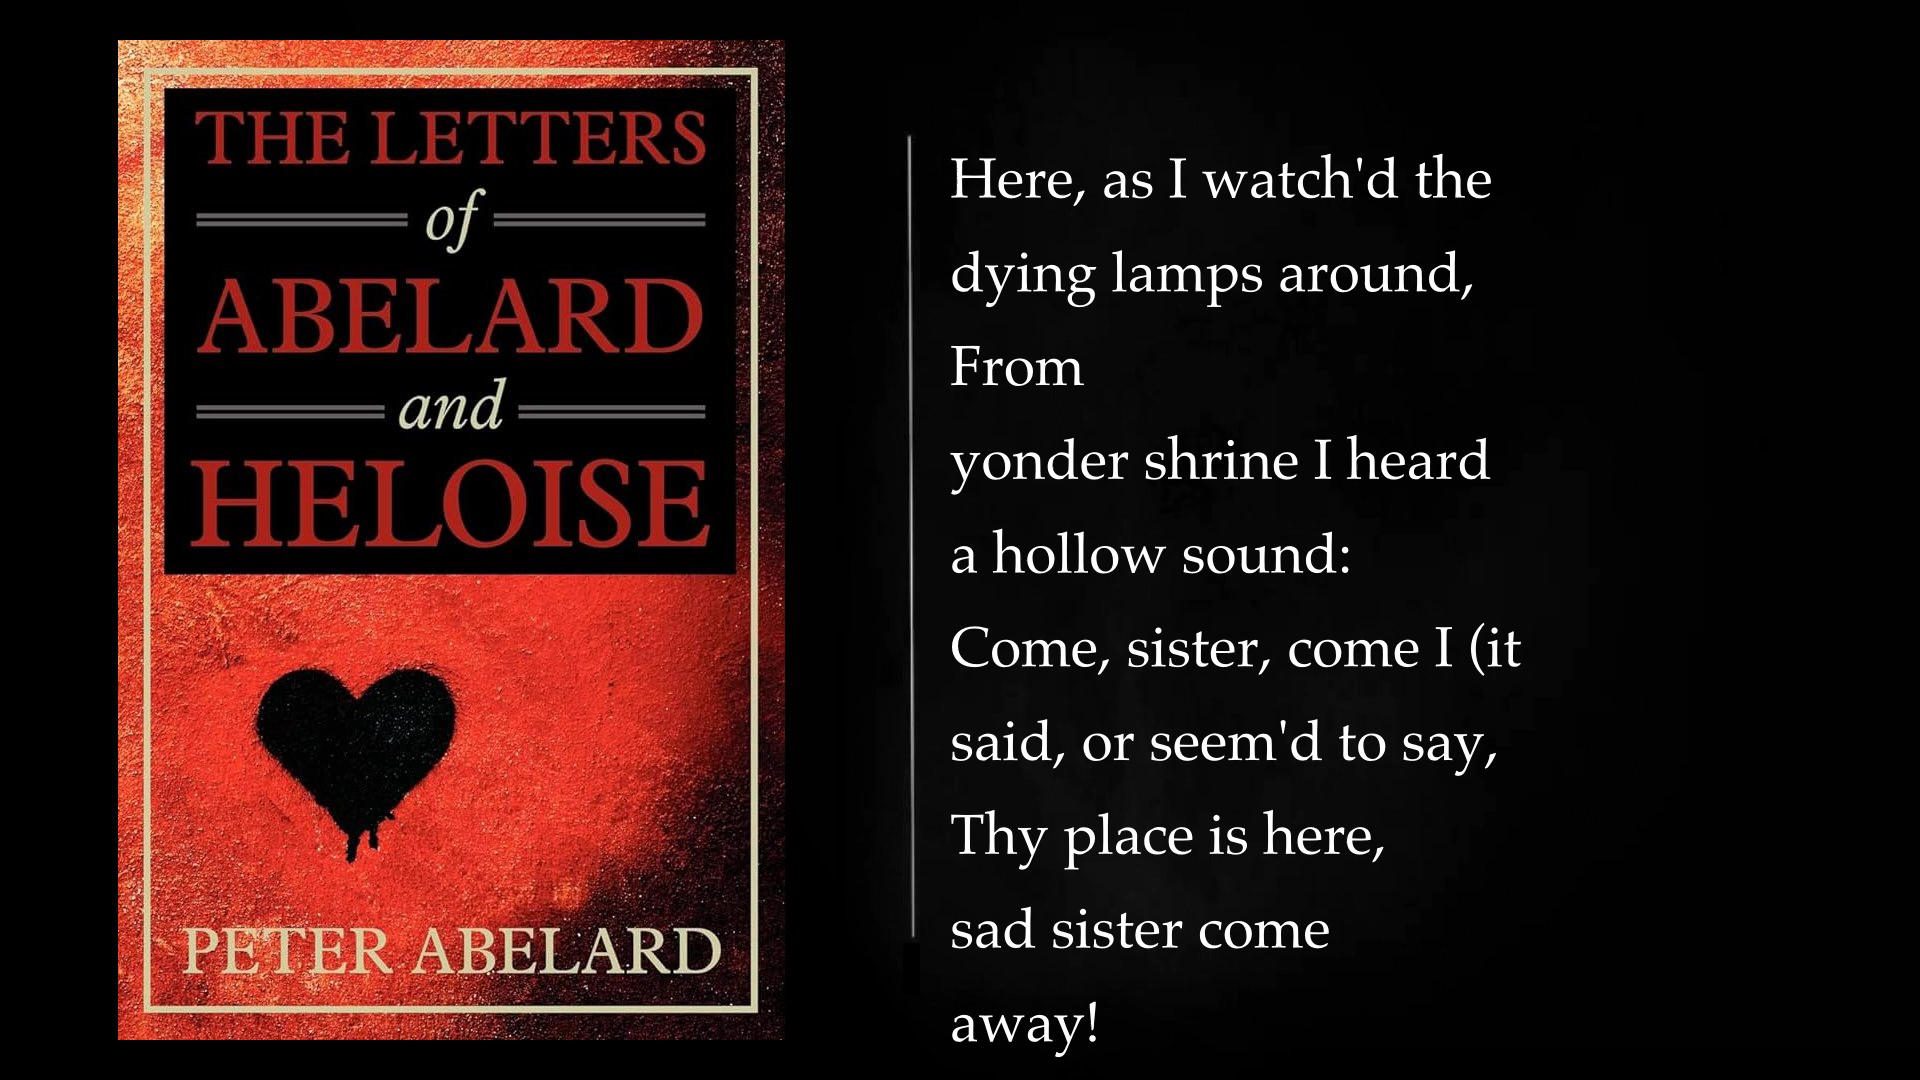 THE LETTERS
of
ABELARD
and
HELOISE
PETER ABELARD
Here, as I watch'd the
dying lamps around,
From
yonder shrine I heard
a hollow sound:
Come, sister, come I (it
said, or seem'd to say,
Thy place is here,
sad sister come
away!